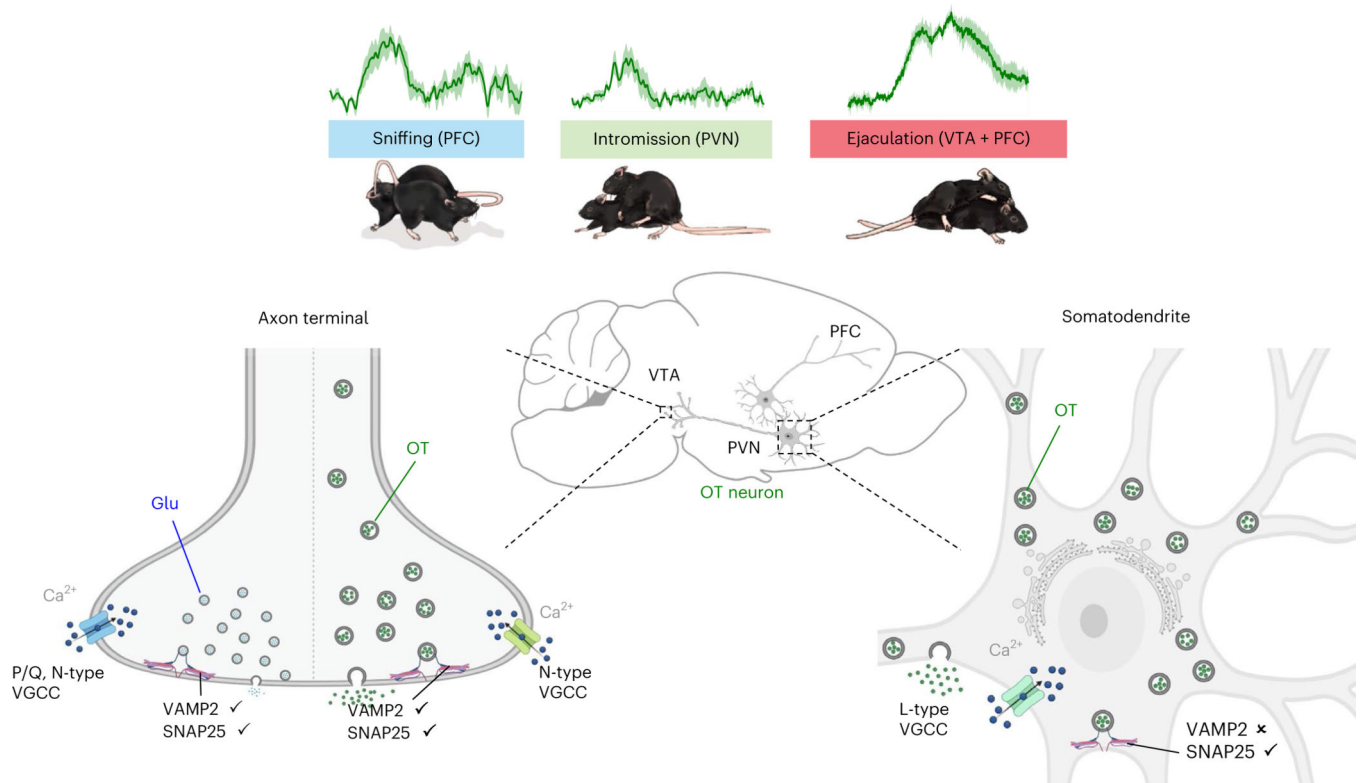 Sniffing (PFC)
Intromission (PVN)
Ejaculation (VTA + PFC)
Axon terminal
Somatodendrite
PFC
VTA
PVN
OT neuron
OT
Glu
Ca²⁺
Ca²⁺
P/Q, N-type
VGCC
N-type
VGCC
VAMP2 ✓
SNAP25 ✓
VAMP2 ✓
SNAP25 ✓
OT
Ca²⁺
L-type
VGCC
VAMP2 ×
SNAP25 ✓